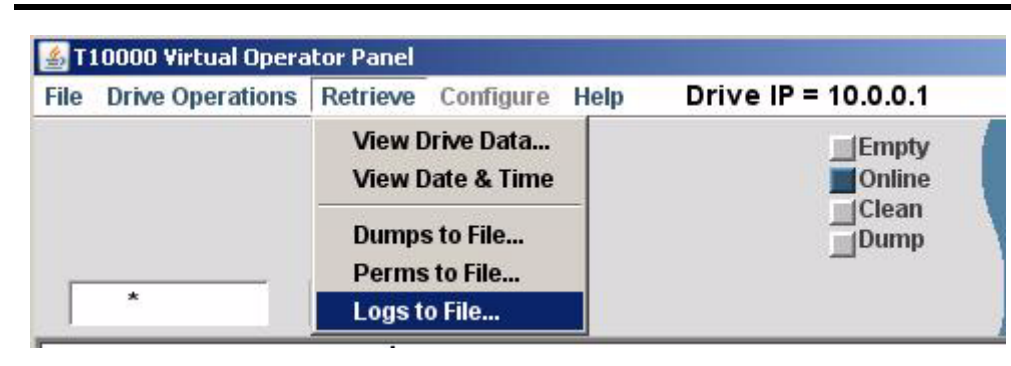 T10000 Virtual Operator Panel
File Drive Operations Retrieve Configure Help Drive IP = 10.0.0.1
View Drive Data...
View Date & Time
Dumps to File...
Perms to File...
Logs to File...
Empty
Online
Clean
Dump
*